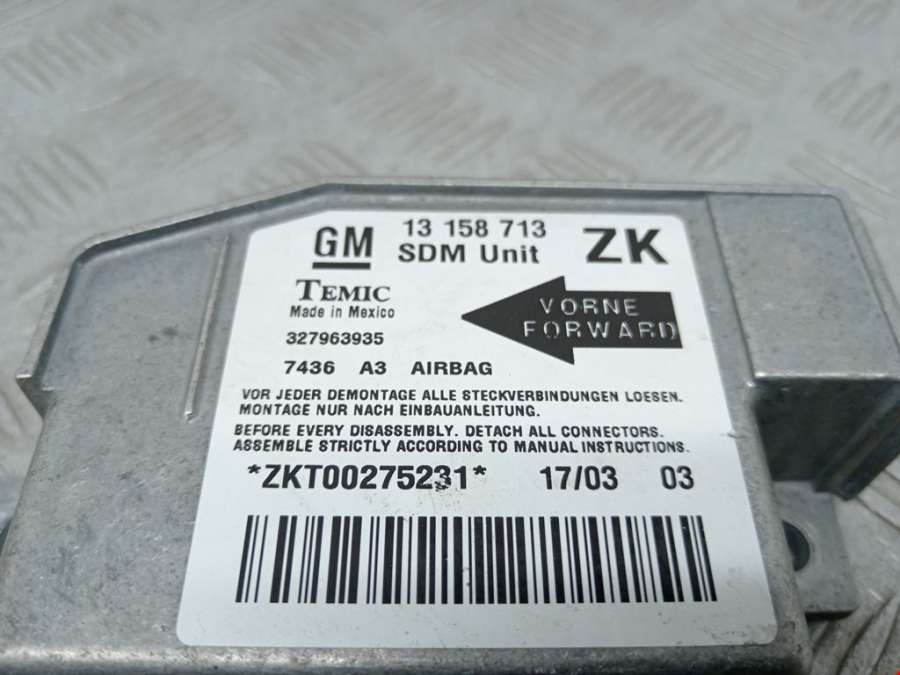 GM 13 158 713 ZK
SDM Unit
TEMIC
Made in Mexico
VORNE
FORWARD
327963935
7436 A3 AIRBAG
VOR JEDER DEMONTAGE ALLE STECKVERBINDUNGEN LOESEN.
MONTAGE NUR NACH EINBAUANLEITUNG.
BEFORE EVERY DISASSEMBLY. DETACH ALL CONNECTORS.
ASSEMBLE STRICTLY ACCORDING TO MANUAL INSTRUCTIONS.
*ZKT00275231* 17/03 03